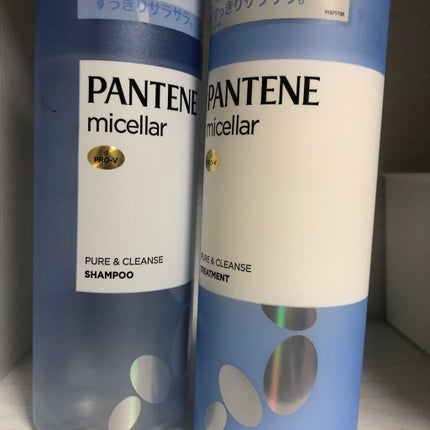 すっきりサラサラ。
PANTENE
micellar
PRO-V
PURE & CLEANSE
SHAMPOO
すっきりサラサラ。
PANTENE
micellar
PRO-V
PURE & CLEANSE
TREATMENT